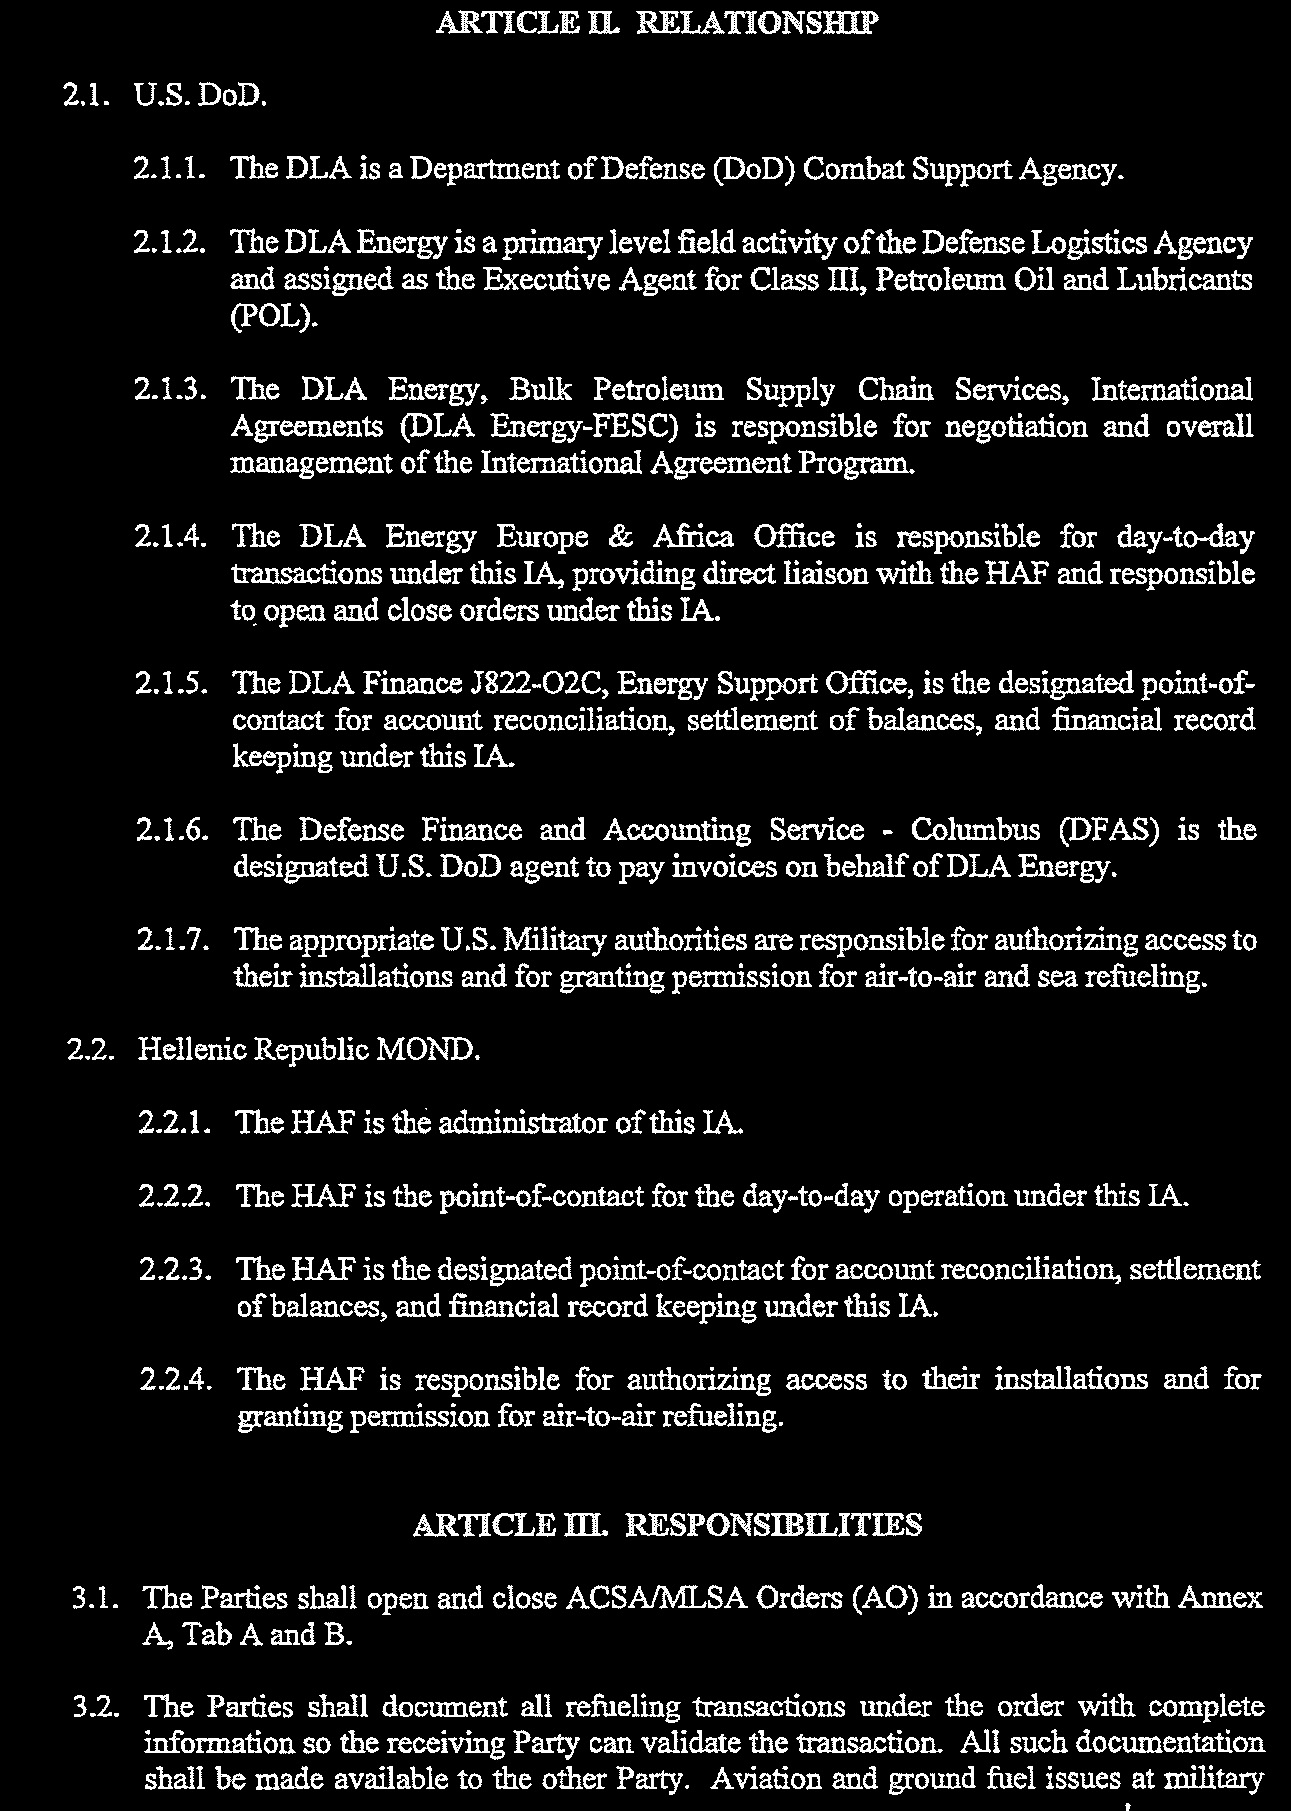 ARTICLE II. RELATIONSHIP
2.1. U.S. DoD.
2.1.1. The DLA is a Department of Defense (DoD) Combat Support Agency.
2.1.2. The DLA Energy is a primary level field activity of the Defense Logistics Agency
and assigned as the Executive Agent for Class III, Petroleum Oil and Lubricants
(POL).
2.1.3. The DLA Energy, Bulk Petroleum Supply Chain Services, International
Agreements (DLA Energy-FESC) is responsible for negotiation and overall
management of the International Agreement Program.
2.1.4. The DLA Energy Europe & Africa Office is responsible for day-to-day
transactions under this IA, providing direct liaison with the HAF and responsible
to open and close orders under this IA.
2.1.5. The DLA Finance J822-O2C, Energy Support Office, is the designated point-of-
contact for account reconciliation, settlement of balances, and financial record
keeping under this IA.
2.1.6. The Defense Finance and Accounting Service - Columbus (DFAS) is the
designated U.S. DoD agent to pay invoices on behalf of DLA Energy.
2.1.7. The appropriate U.S. Military authorities are responsible for authorizing access to
their installations and for granting permission for air-to-air and sea refueling.
2.2. Hellenic Republic MOND.
2.2.1. The HAF is the administrator of this IA.
2.2.2. The HAF is the point-of-contact for the day-to-day operation under this IA.
2.2.3. The HAF is the designated point-of-contact for account reconciliation, settlement
of balances, and financial record keeping under this IA.
2.2.4. The HAF is responsible for authorizing access to their installations and for
granting permission for air-to-air refueling.
ARTICLE III. RESPONSIBILITIES
3.1. The Parties shall open and close ACSA/MLSA Orders (AO) in accordance with Annex
A, Tab A and B.
3.2. The Parties shall document all refueling transactions under the order with complete
information so the receiving Party can validate the transaction. All such documentation
shall be made available to the other Party. Aviation and ground fuel issues at military